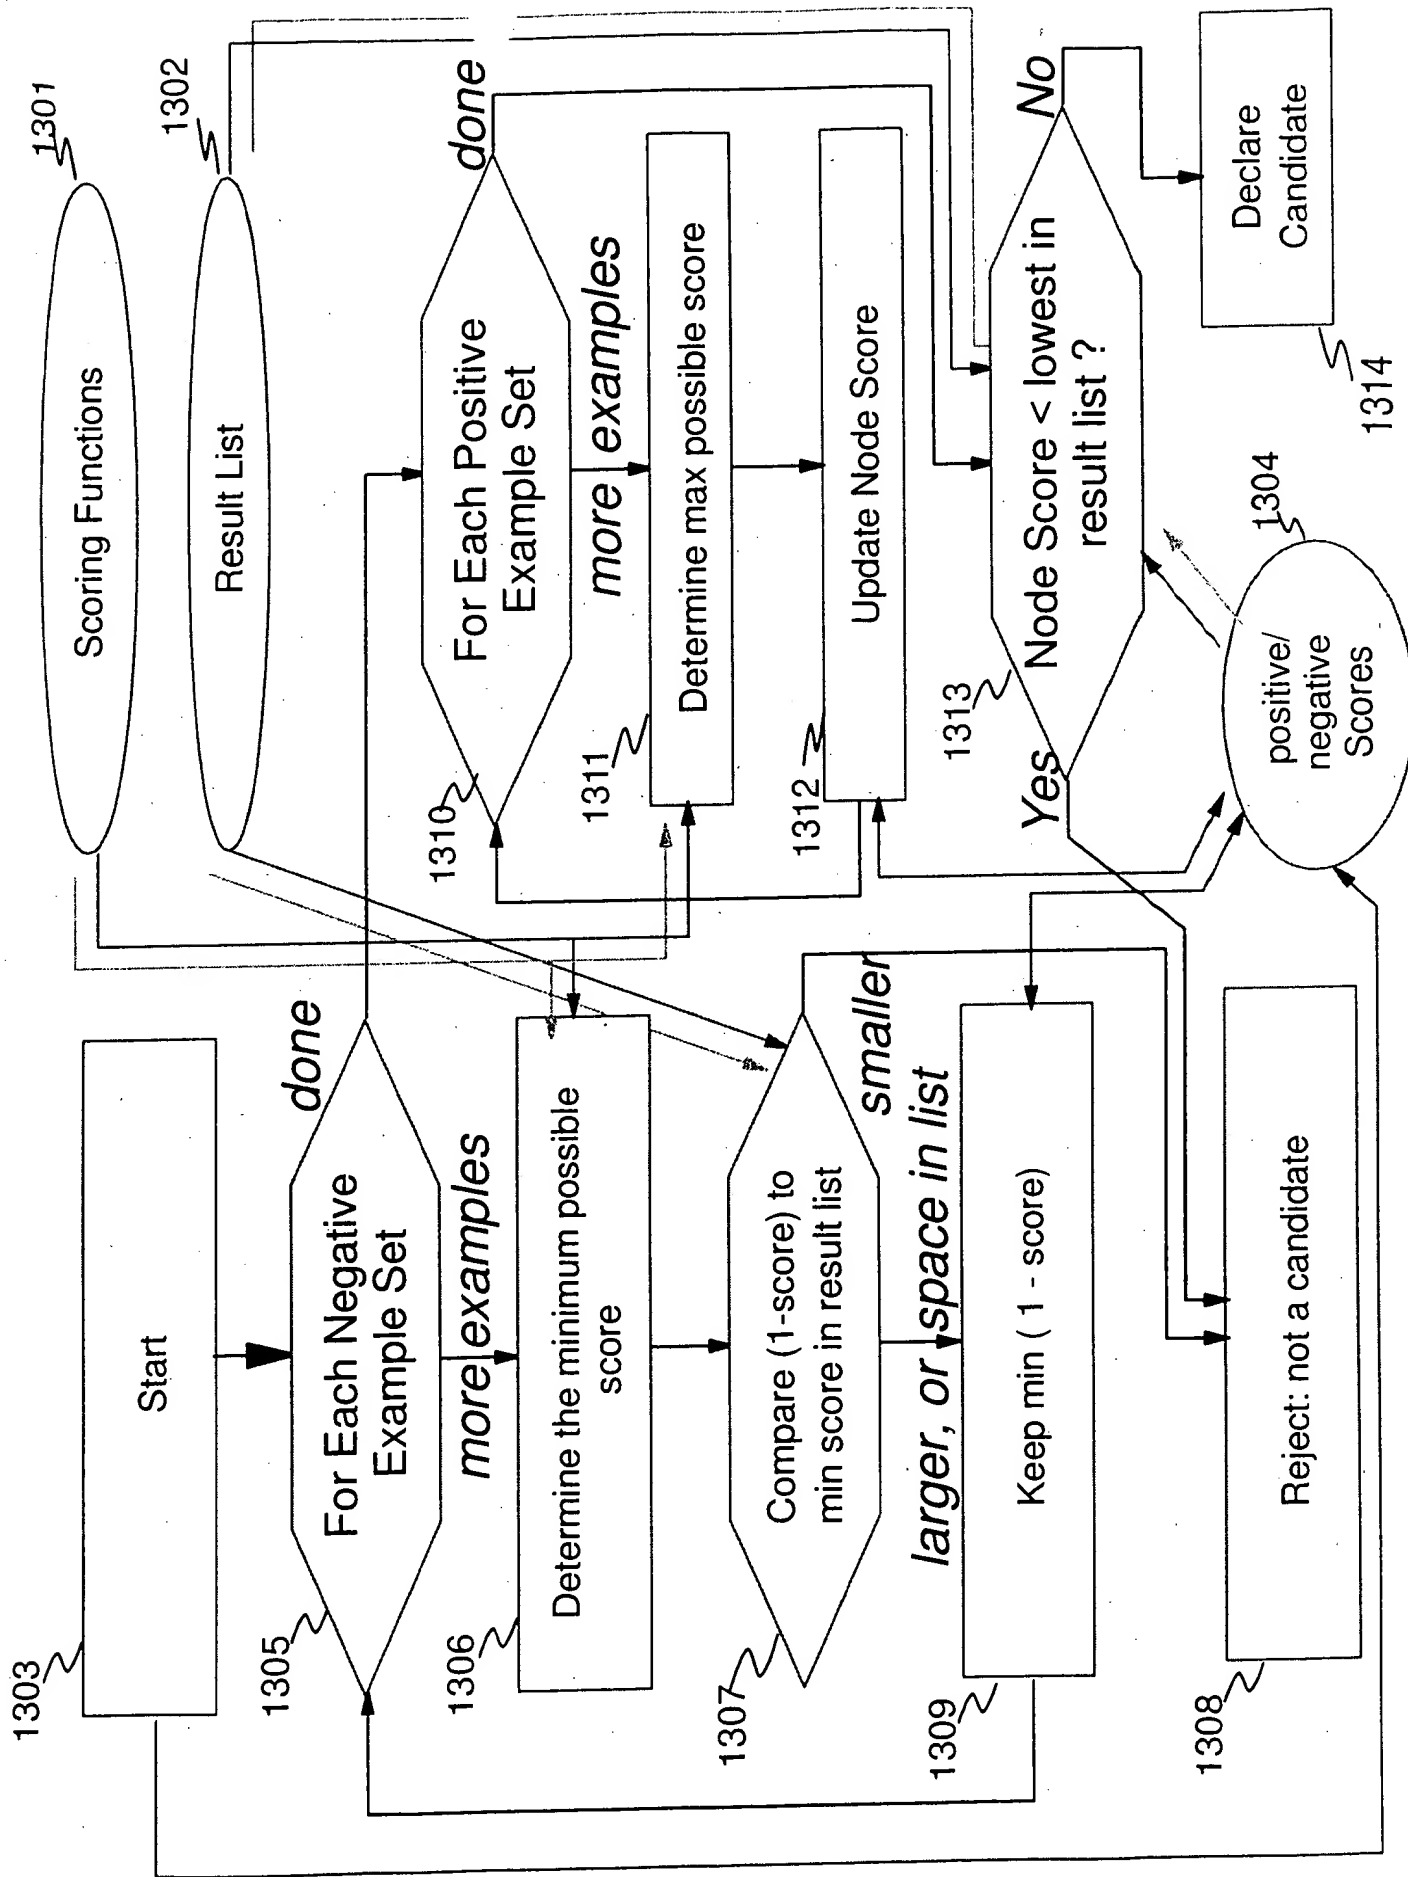 1301
Scoring Functions
1302
Result List
1303
Start
1305
For Each Negative
Example Set
done
more examples
1306
Determine the minimum possible
score
1307
Compare (1-score) to
min score in result list
smaller
larger, or space in list
1309
Keep min ( 1 - score)
1308
Reject: not a candidate
1310
For Each Positive
Example Set
done
more examples
1311
Determine max possible score
1312
Update Node Score
1313
Node Score < lowest in
result list ?
Yes
No
1304
positive/
negative
Scores
Declare
Candidate
1314